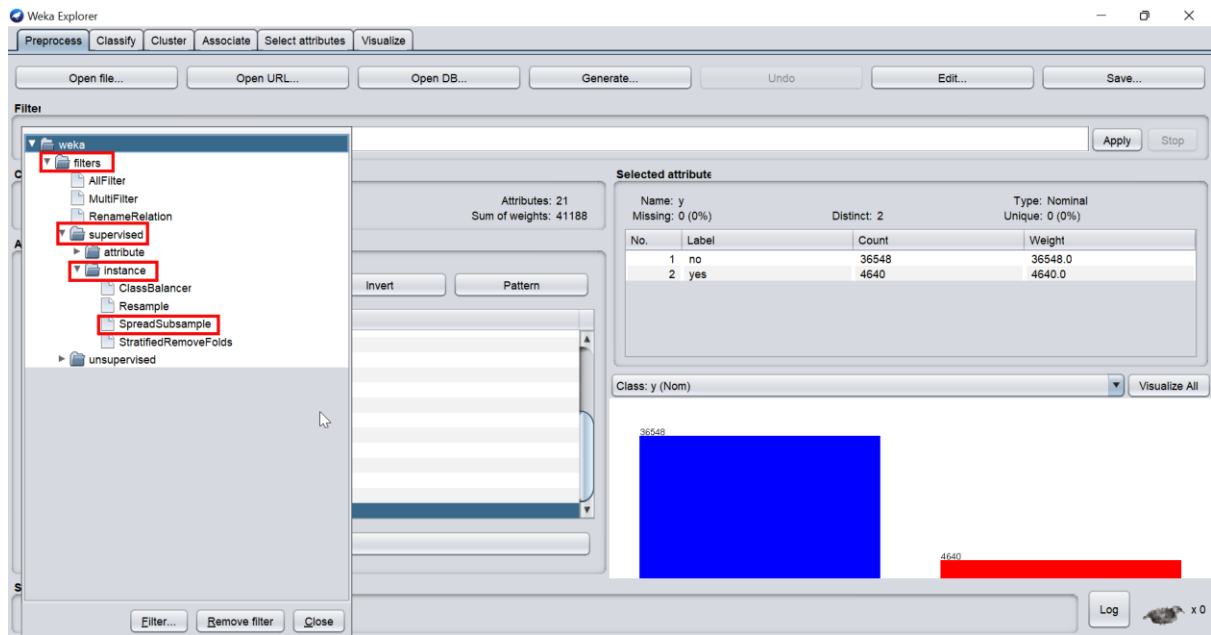 Weka Explorer
Preprocess Classify Cluster Associate Select attributes Visualize
Open file... Open URL... Open DB... Generate... Undo Edit... Save...
Filter
Apply Stop
weka
filters
AllFilter
MultiFilter
RenameRelation
supervised
attribute
instance
ClassBalancer
Resample
SpreadSubsample
StratifiedRemoveFolds
unsupervised
Filter... Remove filter Close
C
Attributes: 21
Sum of weights: 41188
A
Invert Pattern
Selected attribute
Name: y Type: Nominal
Missing: 0 (0%) Distinct: 2 Unique: 0 (0%)
No. Label Count Weight
1 no 36548 36548.0
2 yes 4640 4640.0
Class: y (Nom) Visualize All
36548
4640
S
Log x 0